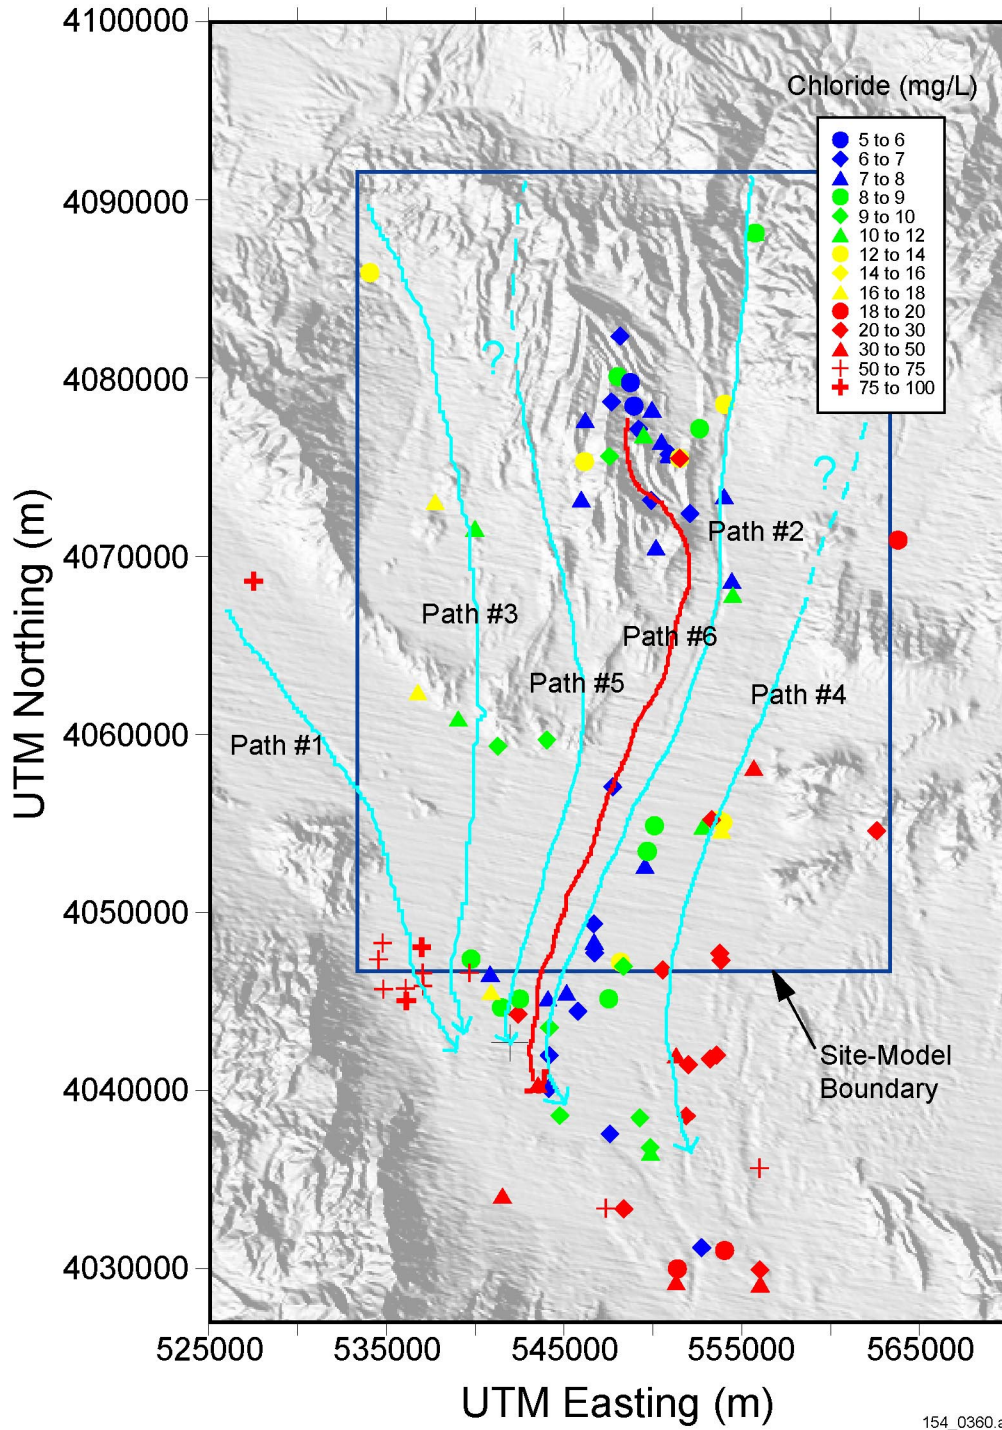 4100000
Chloride (mg/L)
5 to 6
6 to 7
7 to 8
8 to 9
9 to 10
10 to 12
12 to 14
14 to 16
16 to 18
18 to 20
20 to 30
30 to 50
50 to 75
75 to 100
4090000
?
4080000
?
Path #2
4070000
Path #3
Path #6
Path #5
Path #4
Path #1
4060000
UTM Northing (m)
4050000
Site-Model
Boundary
4040000
4030000
525000
535000
545000
555000
565000
UTM Easting (m)
154_0360.a